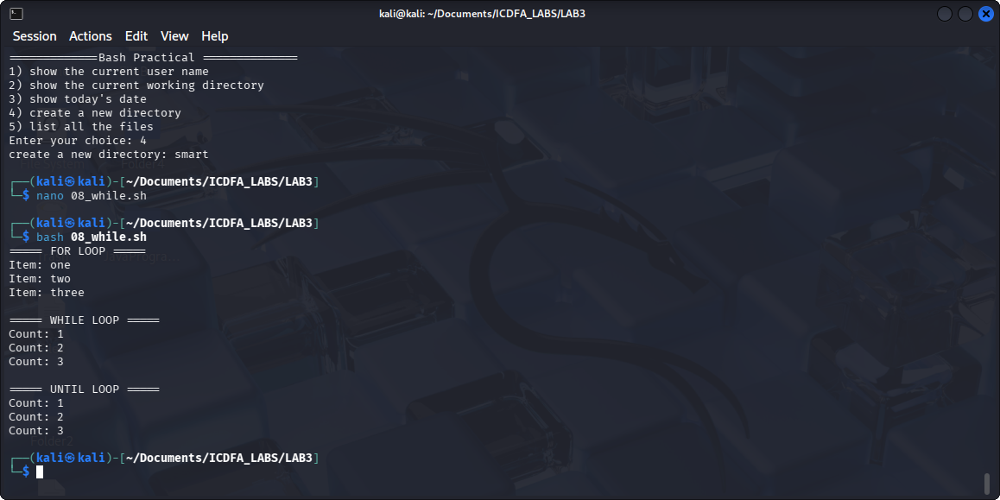 kali@kali: ~/Documents/ICDFA_LABS/LAB3
Session Actions Edit View Help
=============Bash Practical ==============
1) show the current user name
2) show the current working directory
3) show today's date
4) create a new directory
5) list all the files
Enter your choice: 4
create a new directory: smart
┌──(kali㉿kali)-[~/Documents/ICDFA_LABS/LAB3]
└─$ nano 08_while.sh
┌──(kali㉿kali)-[~/Documents/ICDFA_LABS/LAB3]
└─$ bash 08_while.sh
===== FOR LOOP =====
Item: one
Item: two
Item: three
===== WHILE LOOP =====
Count: 1
Count: 2
Count: 3
===== UNTIL LOOP =====
Count: 1
Count: 2
Count: 3
Folder2
┌──(kali㉿kali)-[~/Documents/ICDFA_LABS/LAB3]
└─$